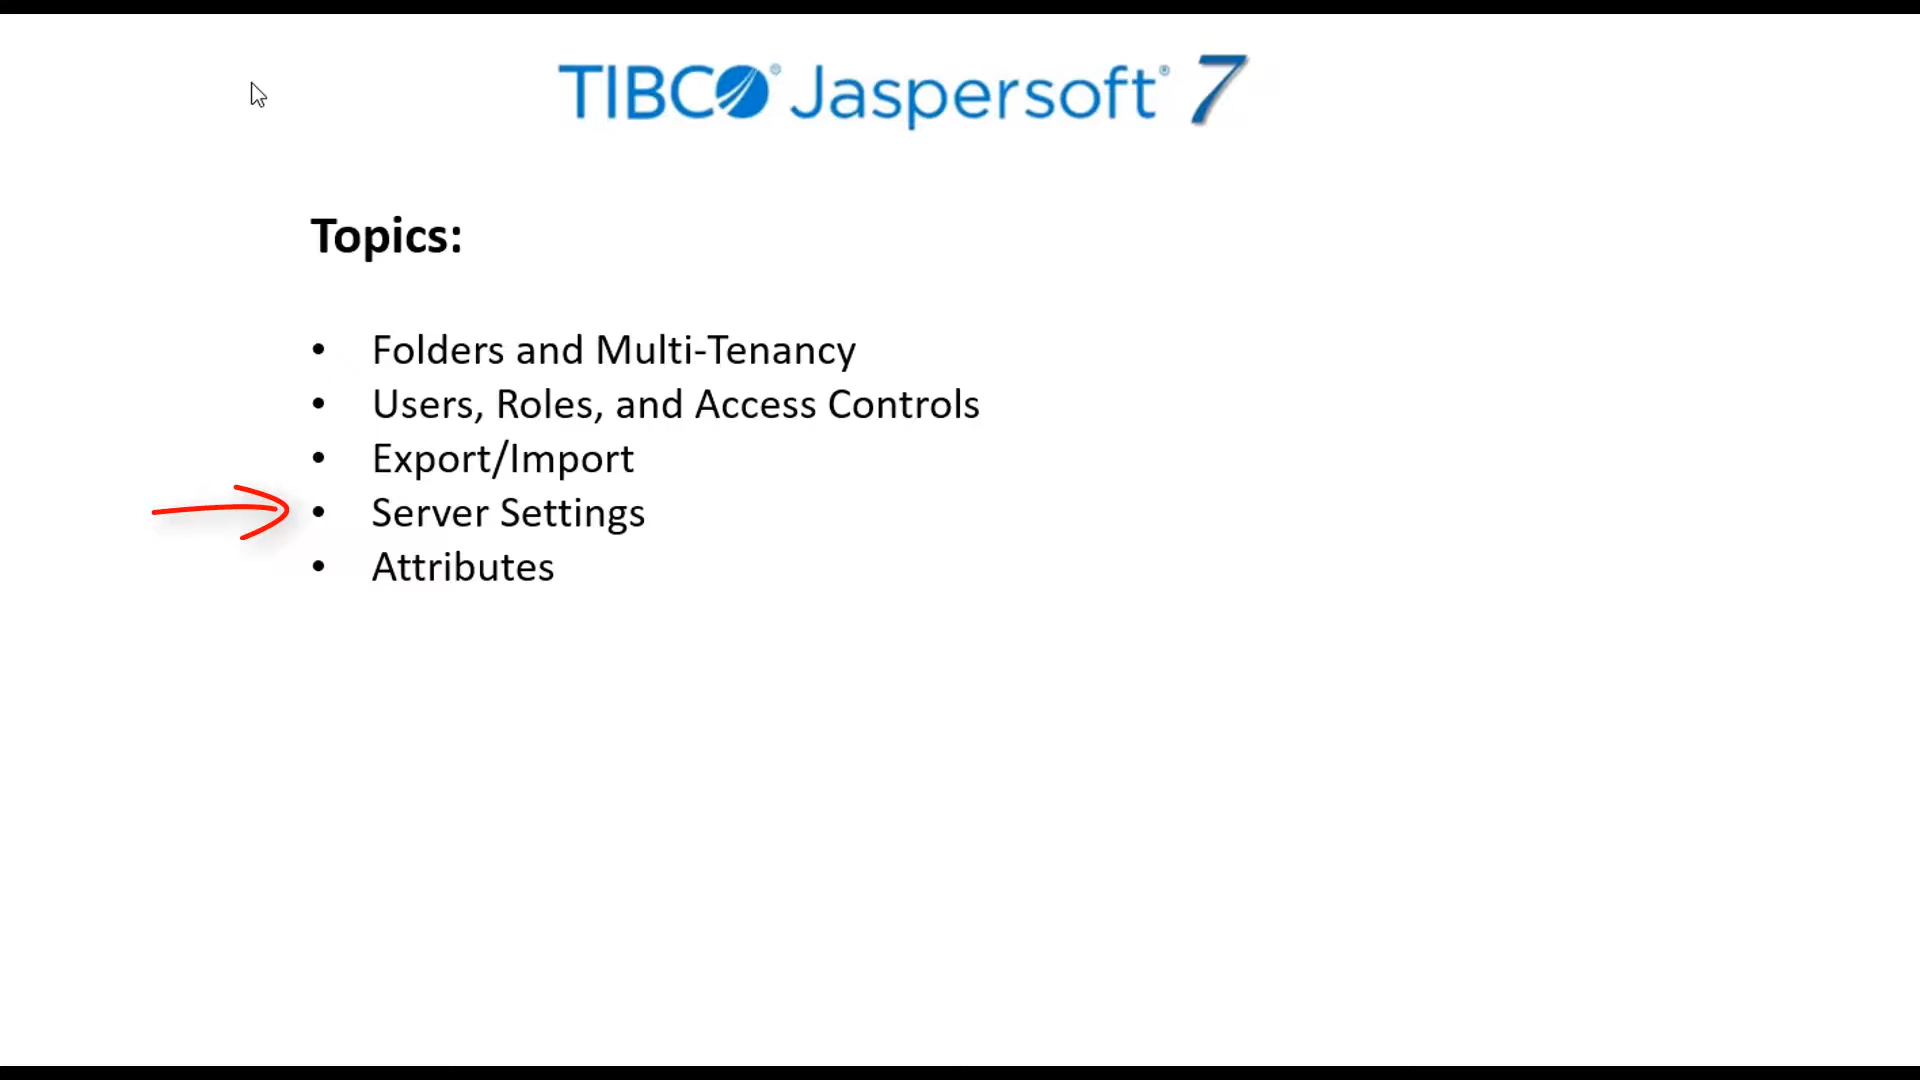 TIBCO® Jaspersoft® 7
Topics:
• Folders and Multi-Tenancy
• Users, Roles, and Access Controls
• Export/Import
• Server Settings
• Attributes